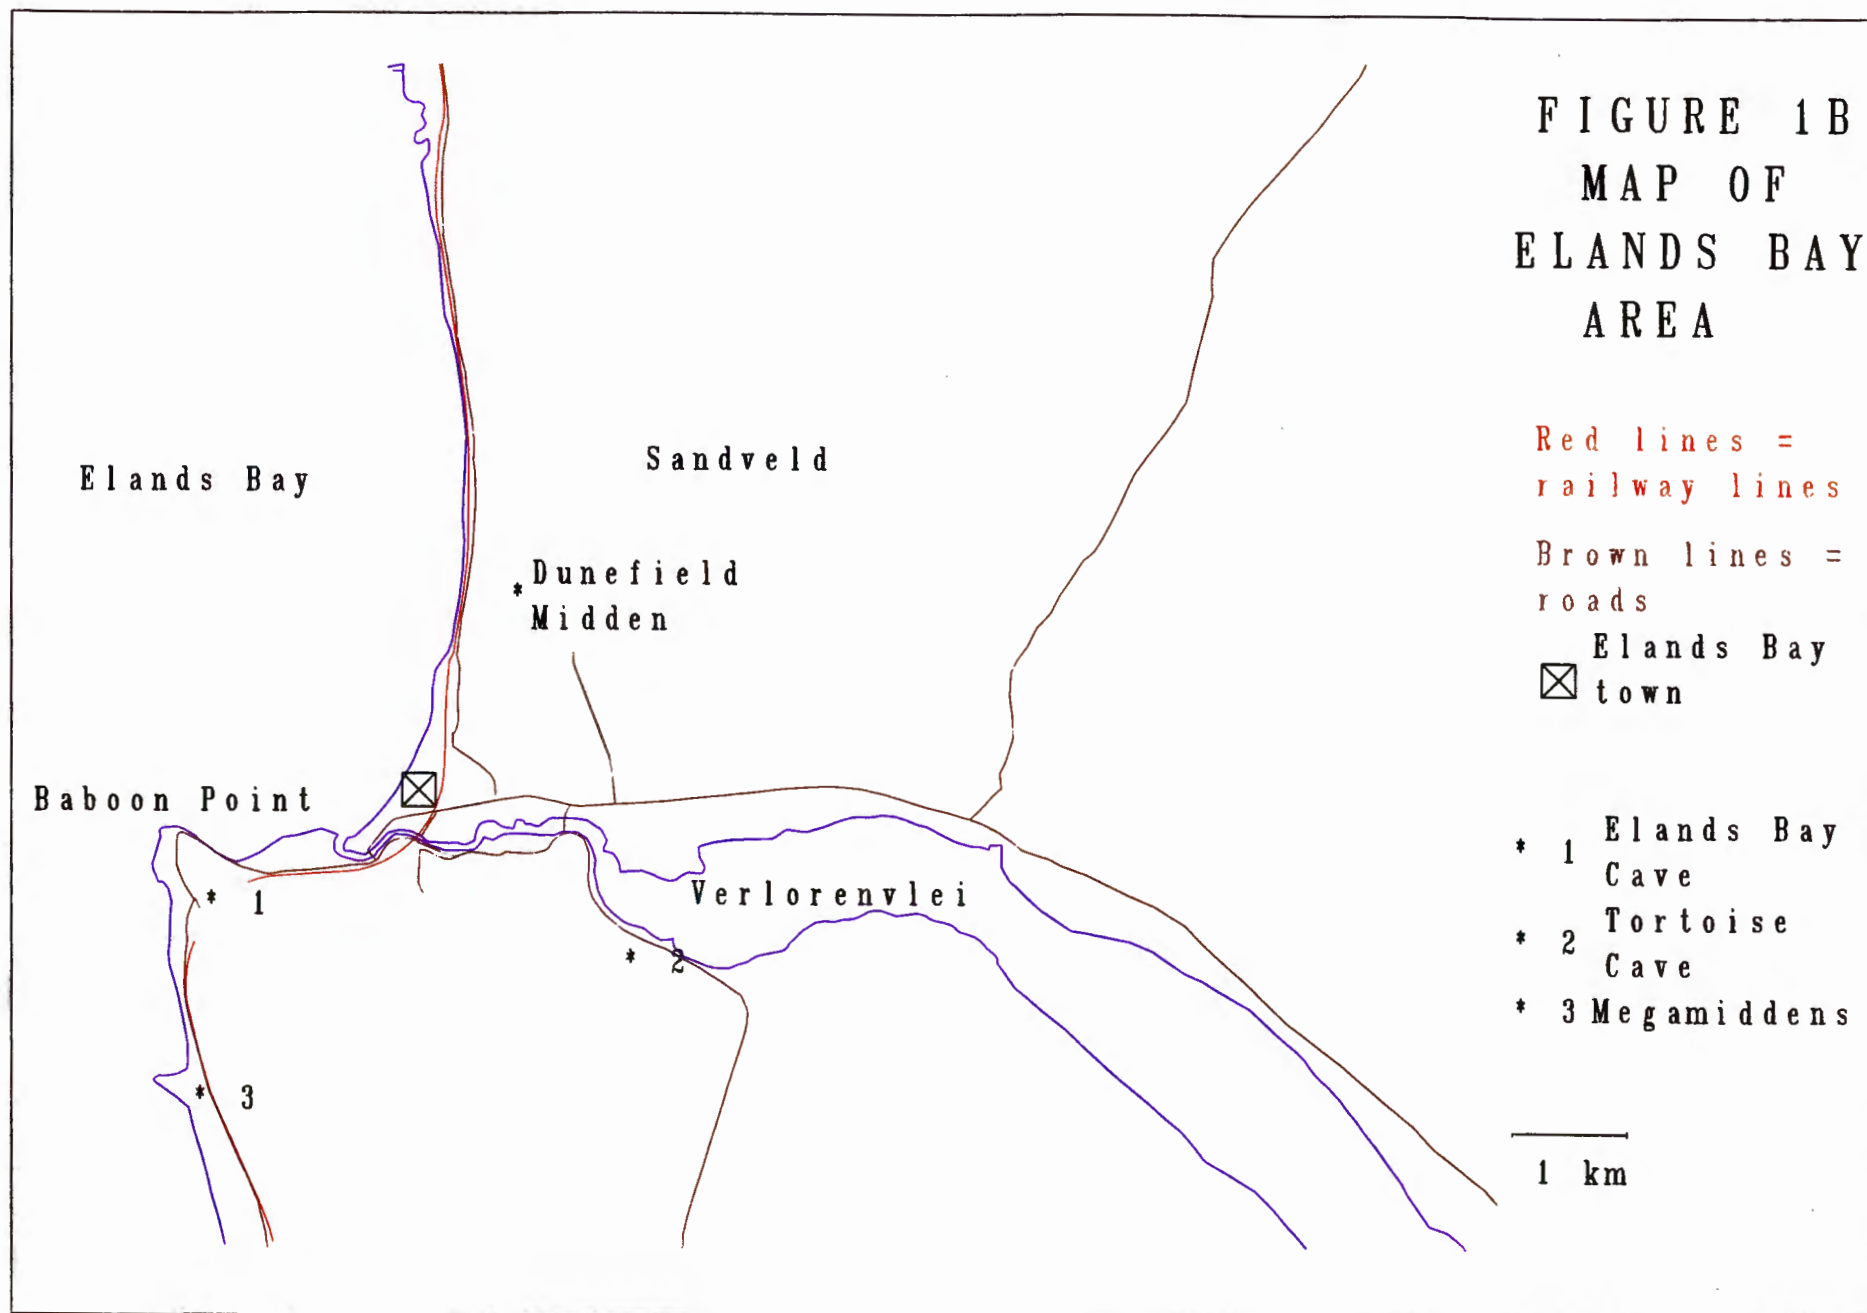 FIGURE 1B
MAP OF
ELANDS BAY
AREA
Red lines =
railway lines
Brown lines =
roads
Elands Bay
town
Elands Bay
Sandveld
* Dunefield
Midden
Baboon Point
Verlorenvlei
* 1
* 2
* 3
* 1 Elands Bay
Cave
* 2 Tortoise
Cave
* 3 Megamiddens
1 km